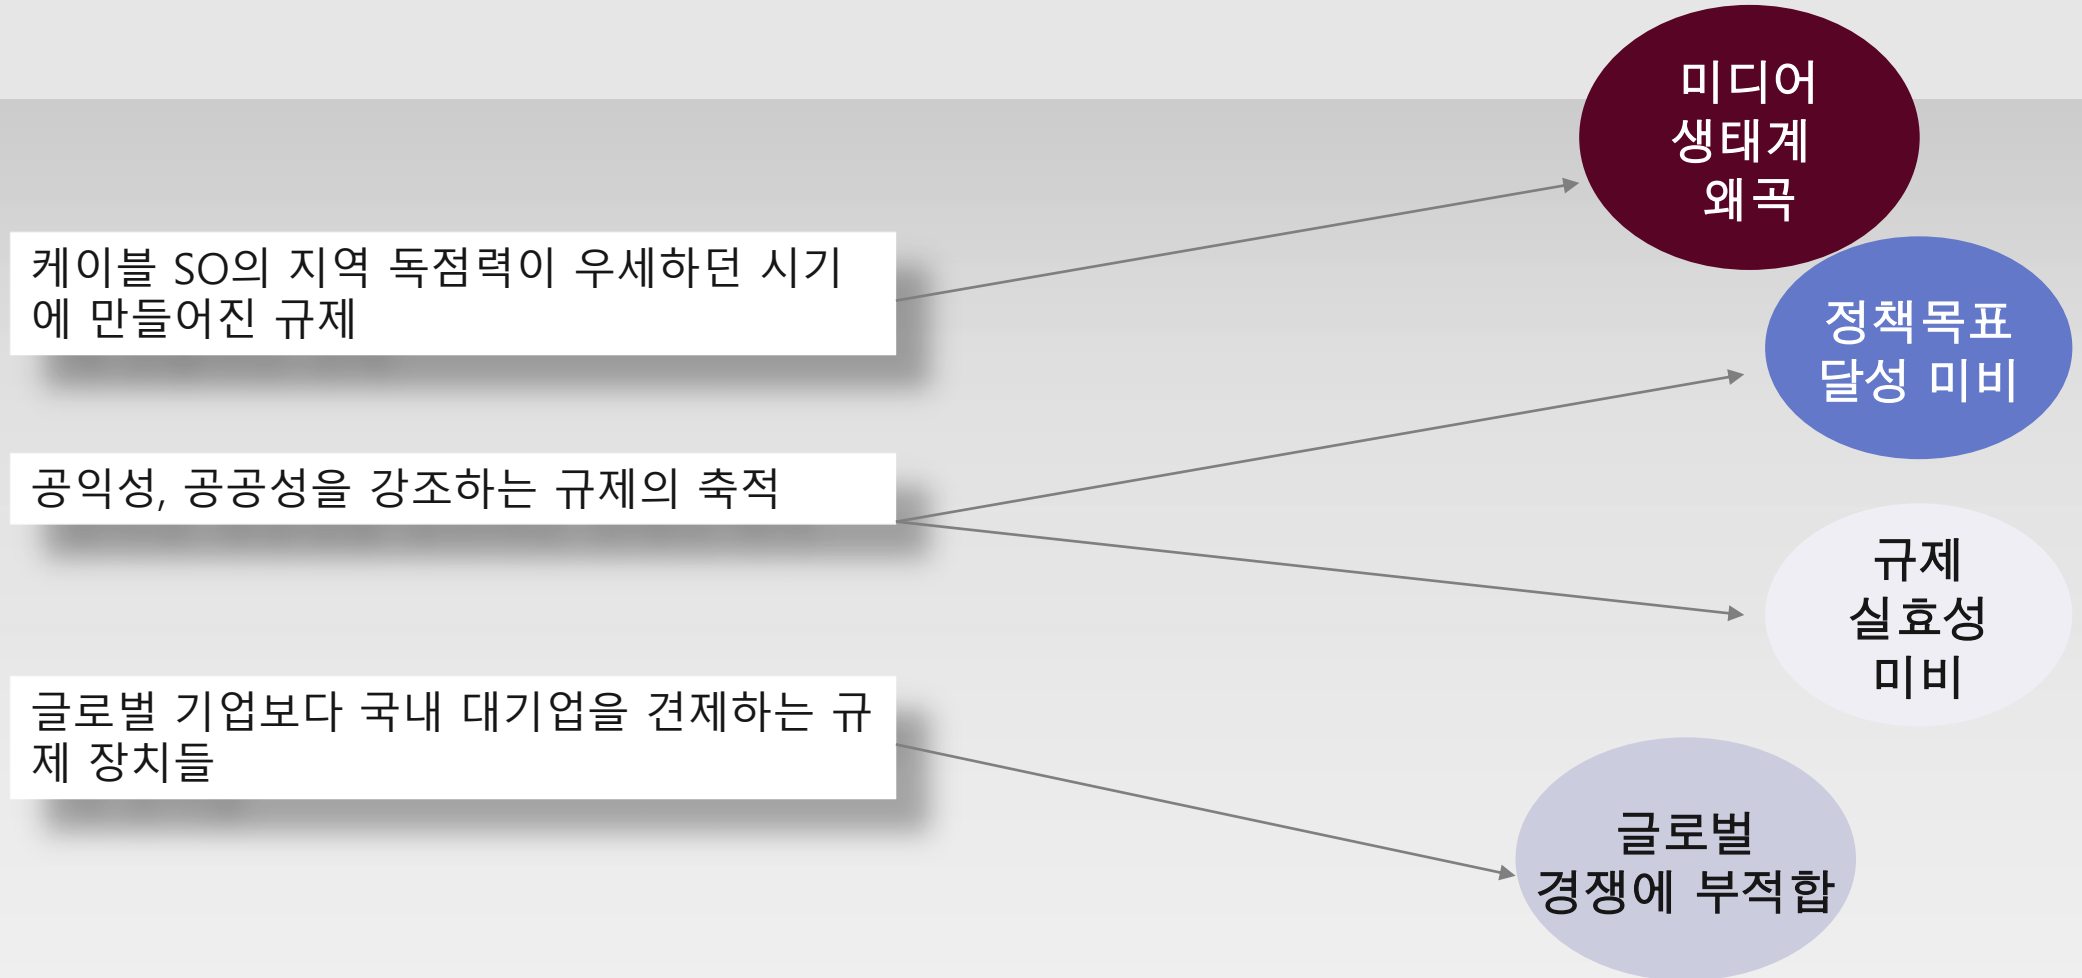 미디어
생태계
왜곡
케이블 SO의 지역 독점력이 우세하던 시기
에 만들어진 규제
정책목표
달성 미비
공익성, 공공성을 강조하는 규제의 축적
규제
실효성
미비
글로벌 기업보다 국내 대기업을 견제하는 규
제 장치들
글로벌
경쟁에 부적합